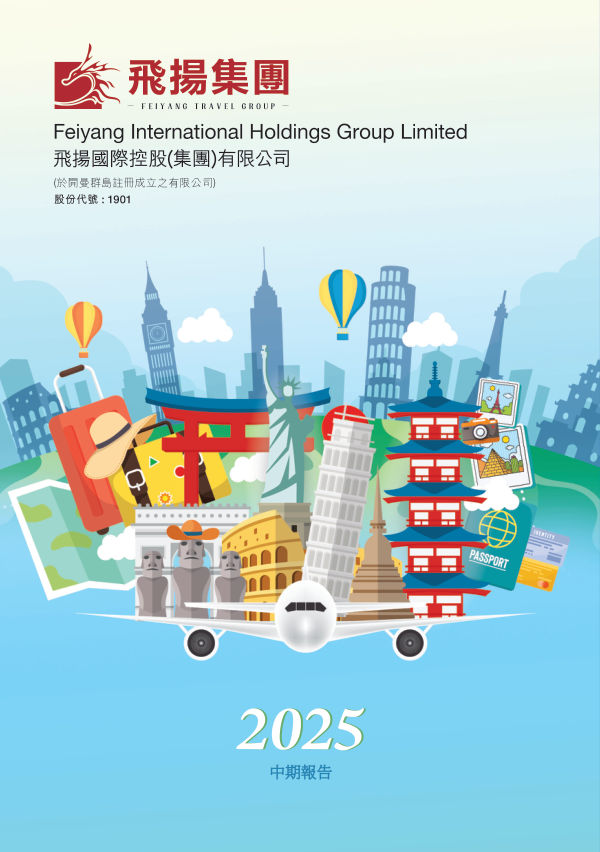 飛揚集團
FEIYANG TRAVEL GROUP
Feiyang International Holdings Group Limited
飛揚國際控股(集團)有限公司
(於開曼群島註冊成立之有限公司)
股份代號 : 1901
IDENTITY
PASSPORT
2025
中期報告